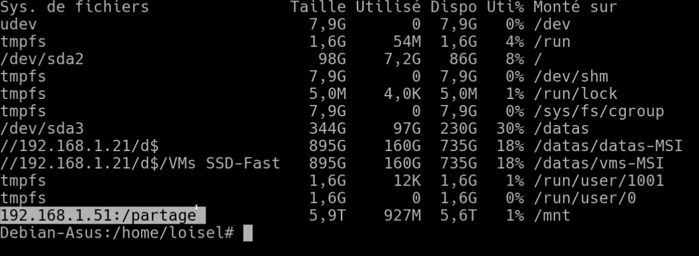 Sys. de fichiers Taille Utilisé Dispo Uti% Monté sur
udev 7,9G 0 7,9G 0% /dev
tmpfs 1,6G 54M 1,6G 4% /run
/dev/sda2 98G 7,2G 86G 8% /
tmpfs 7,9G 0 7,9G 0% /dev/shm
tmpfs 5,0M 4,0K 5,0M 1% /run/lock
tmpfs 7,9G 0 7,9G 0% /sys/fs/cgroup
/dev/sda3 344G 97G 230G 30% /datas
//192.168.1.21/d$ 895G 160G 735G 18% /datas/datas-MSI
//192.168.1.21/d$/VMs SSD-Fast 895G 160G 735G 18% /datas/vms-MSI
tmpfs 1,6G 12K 1,6G 1% /run/user/1001
tmpfs 1,6G 0 1,6G 0% /run/user/0
192.168.1.51:/partage 5,9T 927M 5,6T 1% /mnt
Debian-Asus:/home/loisel#